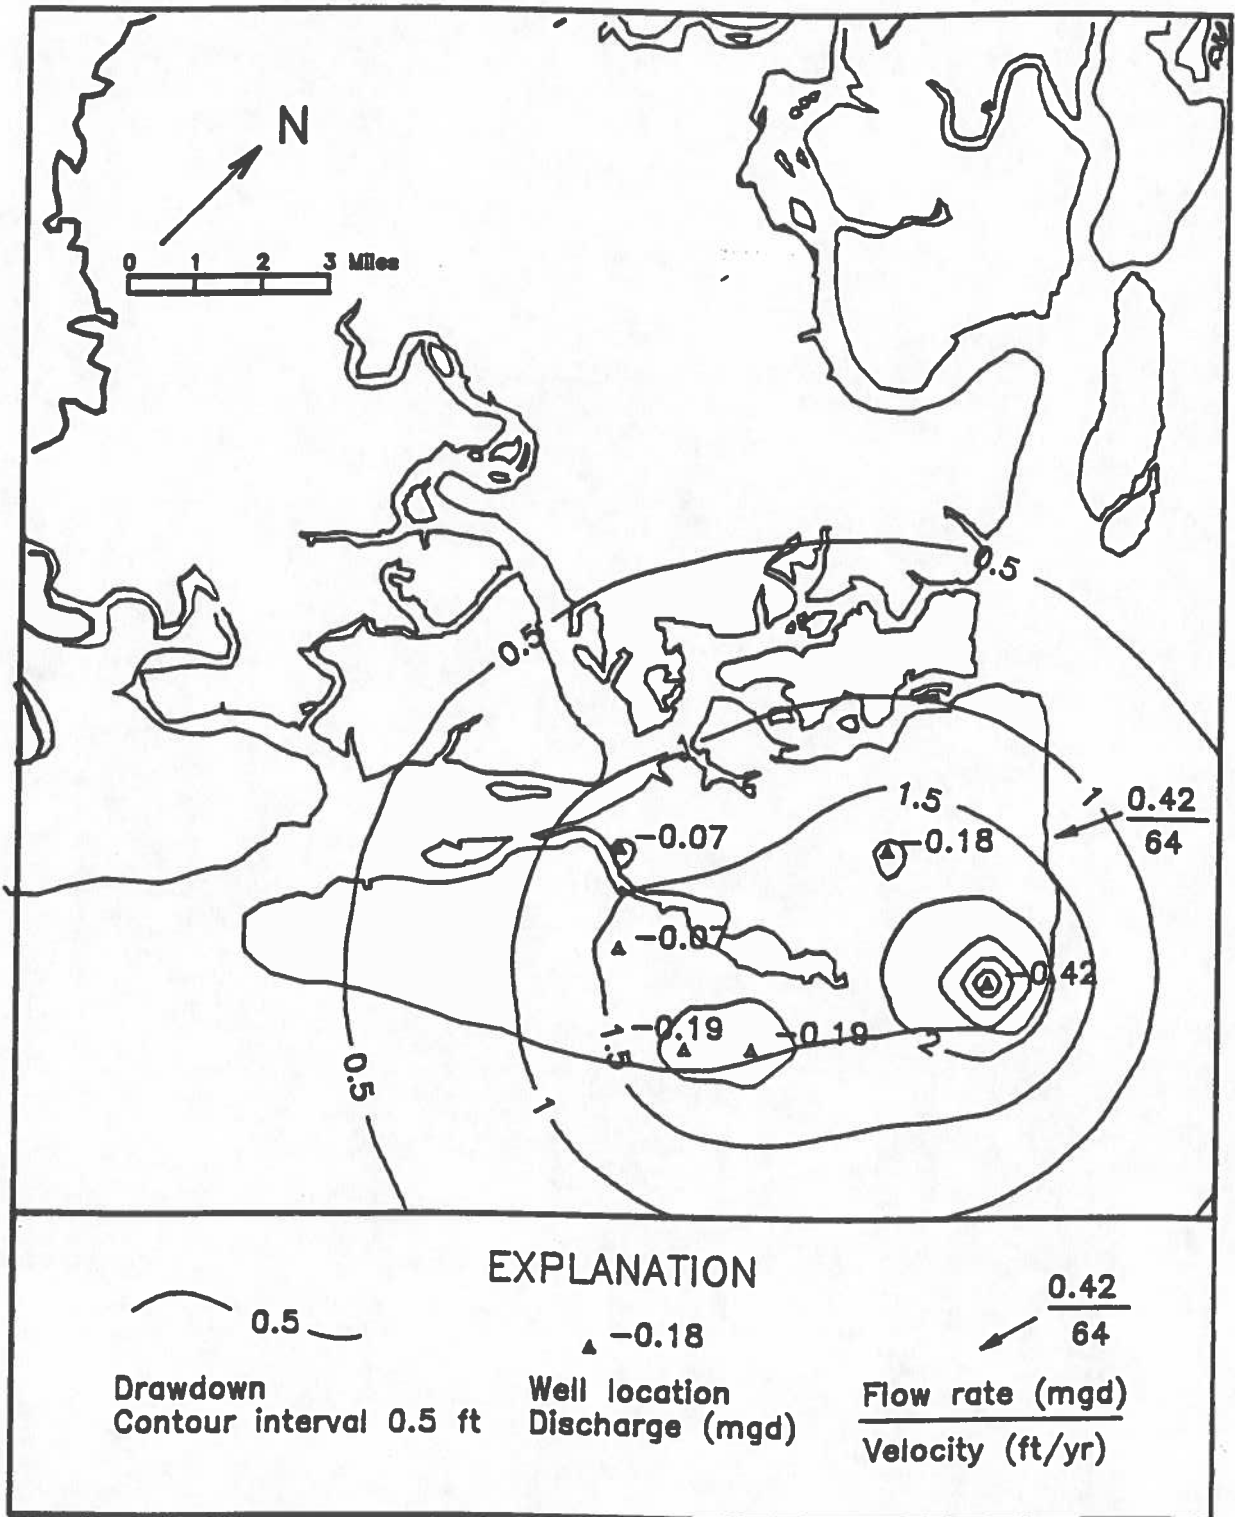 N
0 1 2 3 Miles
.5
0.5
1.5
1
0.42
64
-0.07
-0.18
-0.07
-0.42
-0.19
-0.19
1.5
2
0.5
1
EXPLANATION
0.5
-0.18
0.42
64
Drawdown
Contour interval 0.5 ft
Well location
Discharge (mgd)
Flow rate (mgd)
Velocity (ft/yr)